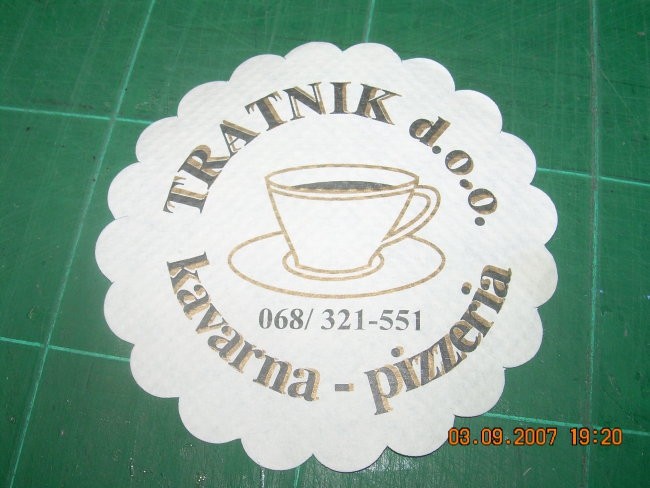 TRATNIK d.o.o.
068/ 321-551
kavarna - pizzeria
03.09.2007 19:20